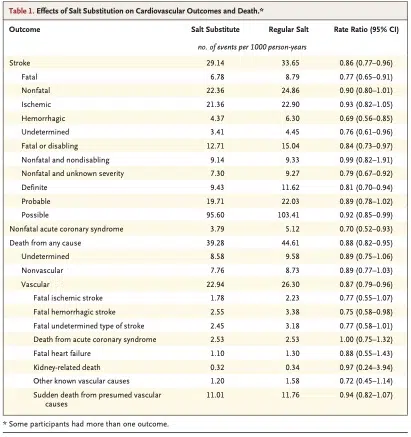 Table 1. Effects of Salt Substitution on Cardiovascular Outcomes and Death.*
Outcome Salt Substitute Regular Salt Rate Ratio (95% CI)
no. of events per 1000 person-years
Stroke 29.14 33.65 0.86 (0.77–0.96)
Fatal 6.78 8.79 0.77 (0.65–0.91)
Nonfatal 22.36 24.86 0.90 (0.80–1.01)
Ischemic 21.36 22.90 0.93 (0.82–1.05)
Hemorrhagic 4.37 6.30 0.69 (0.56–0.85)
Undetermined 3.41 4.45 0.76 (0.61–0.96)
Fatal or disabling 12.71 15.04 0.84 (0.73–0.97)
Nonfatal and nondisabling 9.14 9.33 0.99 (0.82–1.91)
Nonfatal and unknown severity 7.30 9.27 0.79 (0.67–0.92)
Definite 9.43 11.62 0.81 (0.70–0.94)
Probable 19.71 22.03 0.89 (0.78–1.02)
Possible 95.60 103.41 0.92 (0.85–0.99)
Nonfatal acute coronary syndrome 3.79 5.12 0.70 (0.52–0.93)
Death from any cause 39.28 44.61 0.88 (0.82–0.95)
Undetermined 8.58 9.58 0.89 (0.75–1.06)
Nonvascular 7.76 8.73 0.89 (0.77–1.03)
Vascular 22.94 26.30 0.87 (0.79–0.96)
Fatal ischemic stroke 1.78 2.23 0.77 (0.55–1.07)
Fatal hemorrhagic stroke 2.55 3.38 0.75 (0.58–0.98)
Fatal undetermined type of stroke 2.45 3.18 0.77 (0.58–1.01)
Death from acute coronary syndrome 2.53 2.53 1.00 (0.75–1.32)
Fatal heart failure 1.10 1.30 0.88 (0.55–1.43)
Kidney-related death 0.32 0.34 0.97 (0.24–3.94)
Other known vascular causes 1.20 1.58 0.72 (0.45–1.14)
Sudden death from presumed vascular 11.01 11.76 0.94 (0.82–1.07)
causes
* Some participants had more than one outcome.